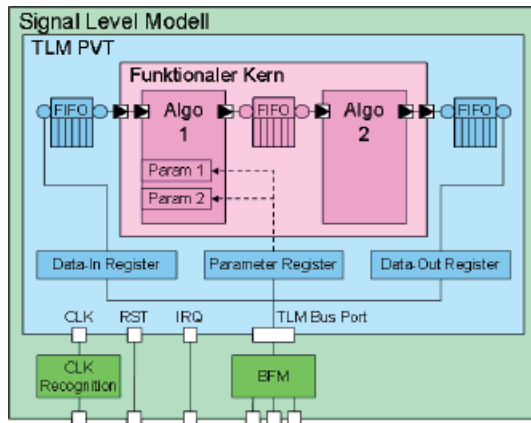 Signal Level Modell
TLM PVT
Funktionaler Kern
FIFO
Algo
1
FIFO
Algo
2
FIFO
Param 1
Param 2
Data-In Register
Parameter Register
Data-Out Register
CLK
RST
IRQ
TLM Bus Port
CLK
Recognition
BFM